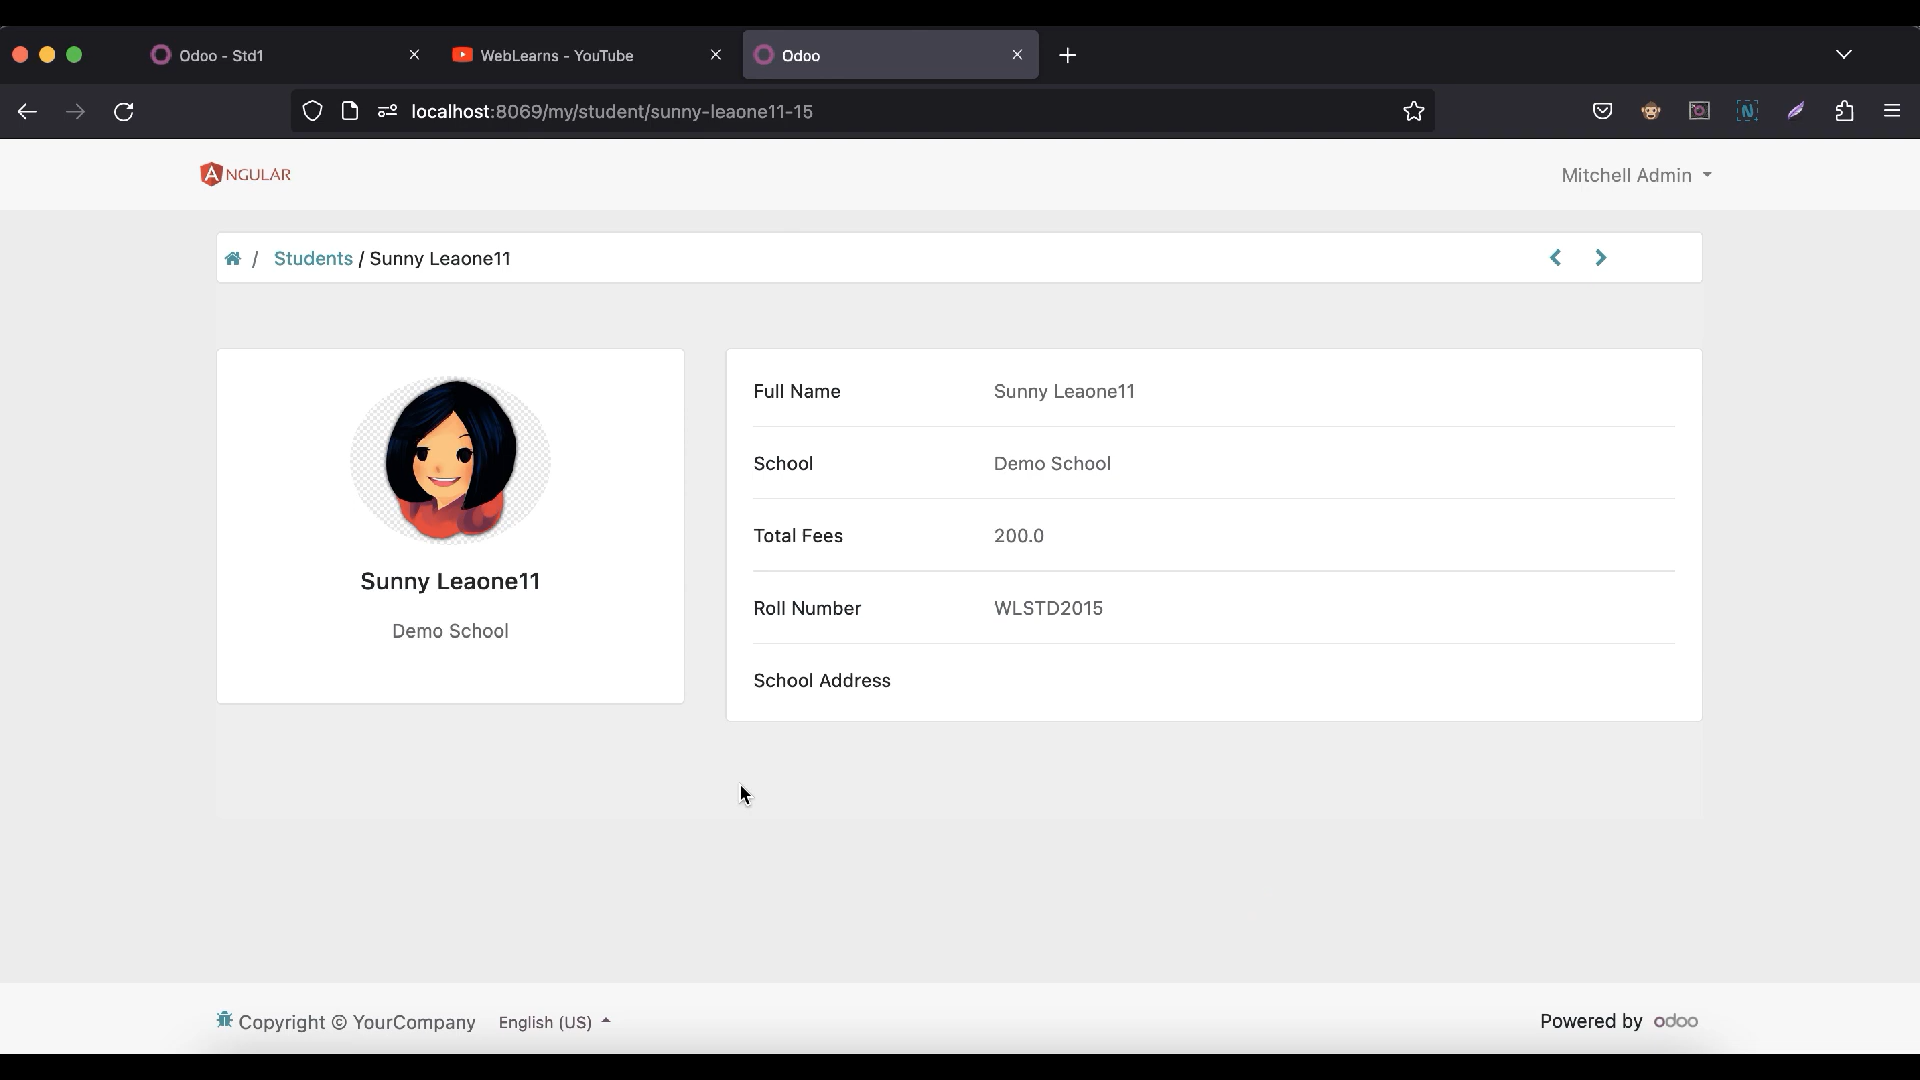 Odoo - Std1
WebLearns - YouTube
Odoo
localhost:8069/my/student/sunny-leaone11-15
ANGULAR
Mitchell Admin
/ Students / Sunny Leaone11
Sunny Leaone11
Demo School
Full Name Sunny Leaone11
School Demo School
Total Fees 200.0
Roll Number WLSTD2015
School Address
Copyright © YourCompany English (US)
Powered by odoo